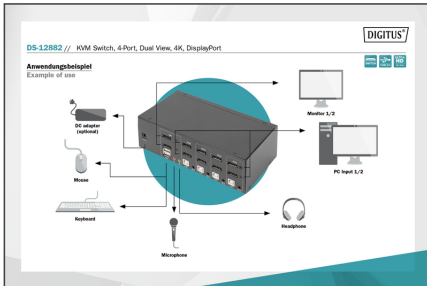 DIGITUS®
DS-12882 // KVM Switch, 4-Port, Dual View, 4K, DisplayPort
Anwendungsbeispiel
Example of use
DC adapter
(optional)
Monitor 1/2
Mouse
PC Input 1/2
Keyboard
Headphone
Microphone